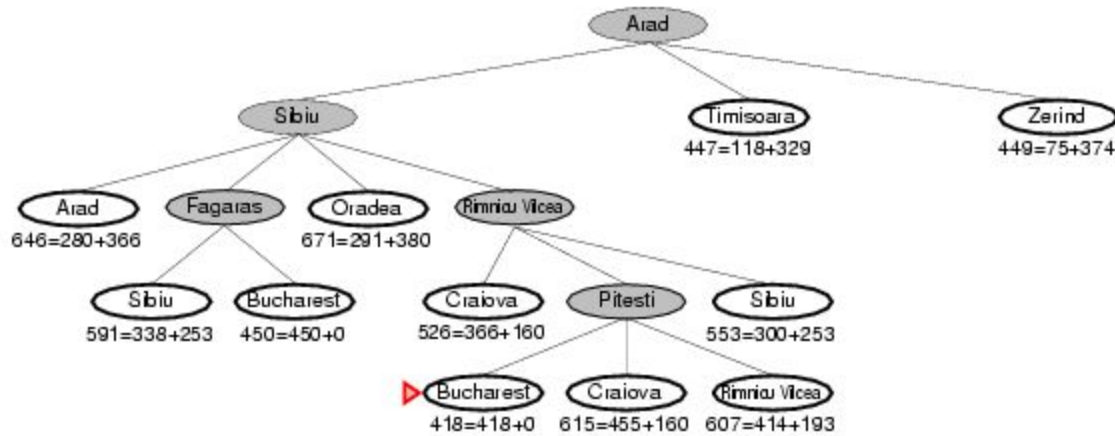 Arad
Sibiu
Timisoara
Zerind
447=118+329
449=75+374
Arad
Fagaras
Oradea
Rimnicu Vilcea
646=280+366
671=291+380
Sibiu
Bucharest
Craiova
Pitesti
Sibiu
591=338+253
450=450+0
526=366+160
553=300+253
Bucharest
Craiova
Rimnicu Vilcea
418=418+0
615=455+160
607=414+193